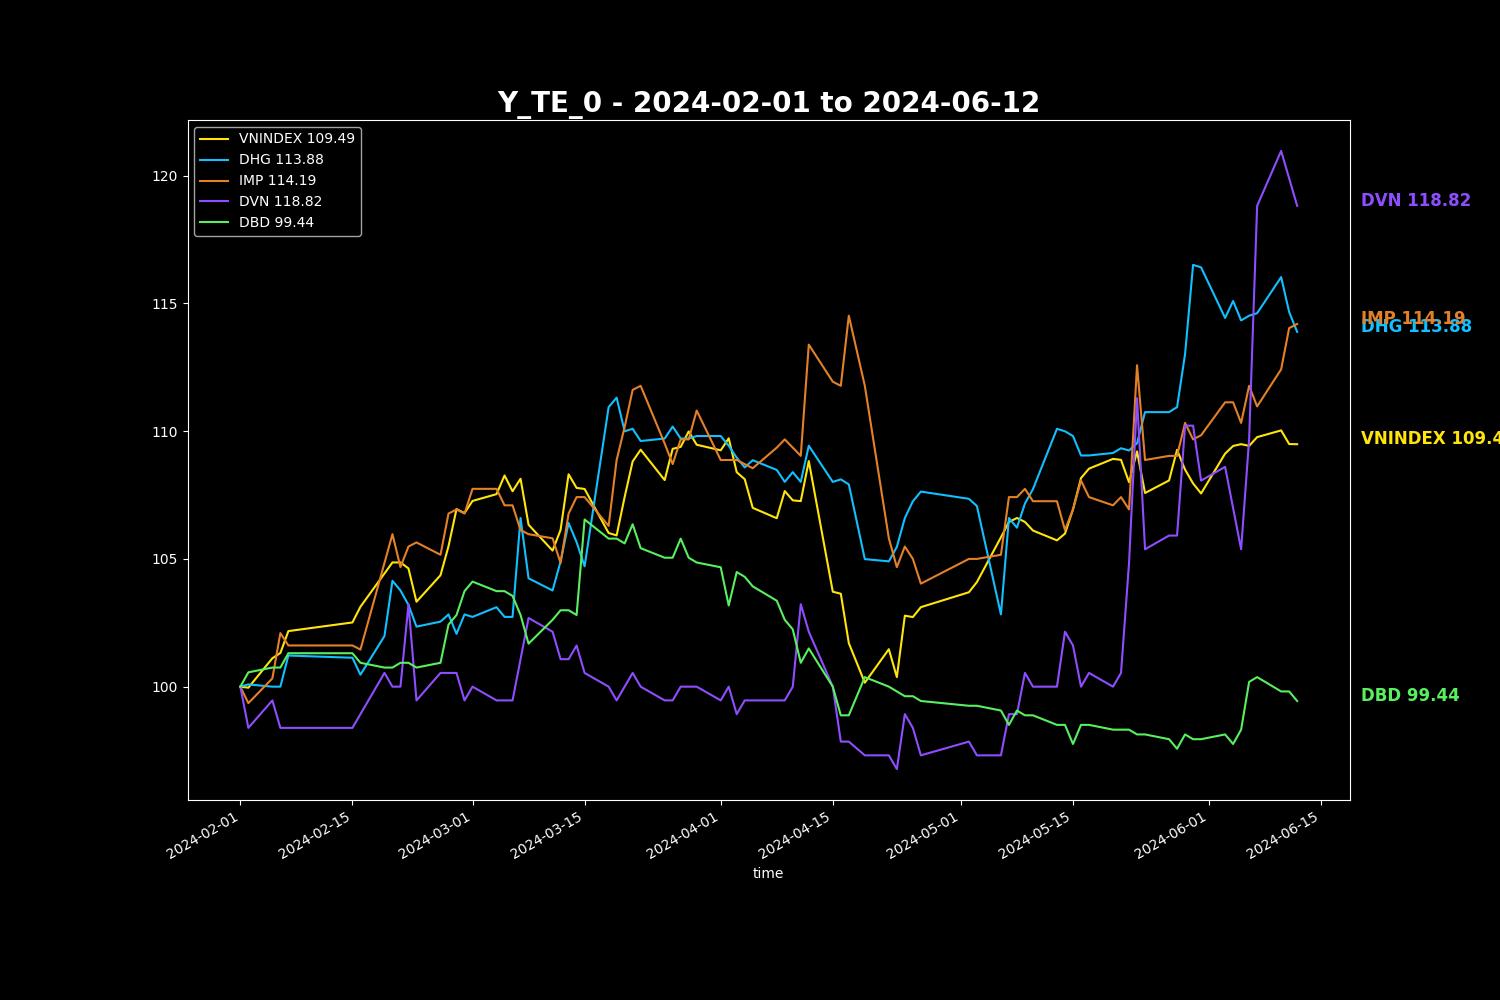 Y_TE_0 - 2024-02-01 to 2024-06-12
VNINDEX 109.49
DHG 113.88
IMP 114.19
DVN 118.82
DBD 99.44
120
115
110
105
100
DVN 118.82
IMP 114.19
DHG 113.88
VNINDEX 109.4
DBD 99.44
2024-02-01
2024-02-15
2024-03-01
2024-03-15
2024-04-01
2024-04-15
2024-05-01
2024-05-15
2024-06-01
2024-06-15
time